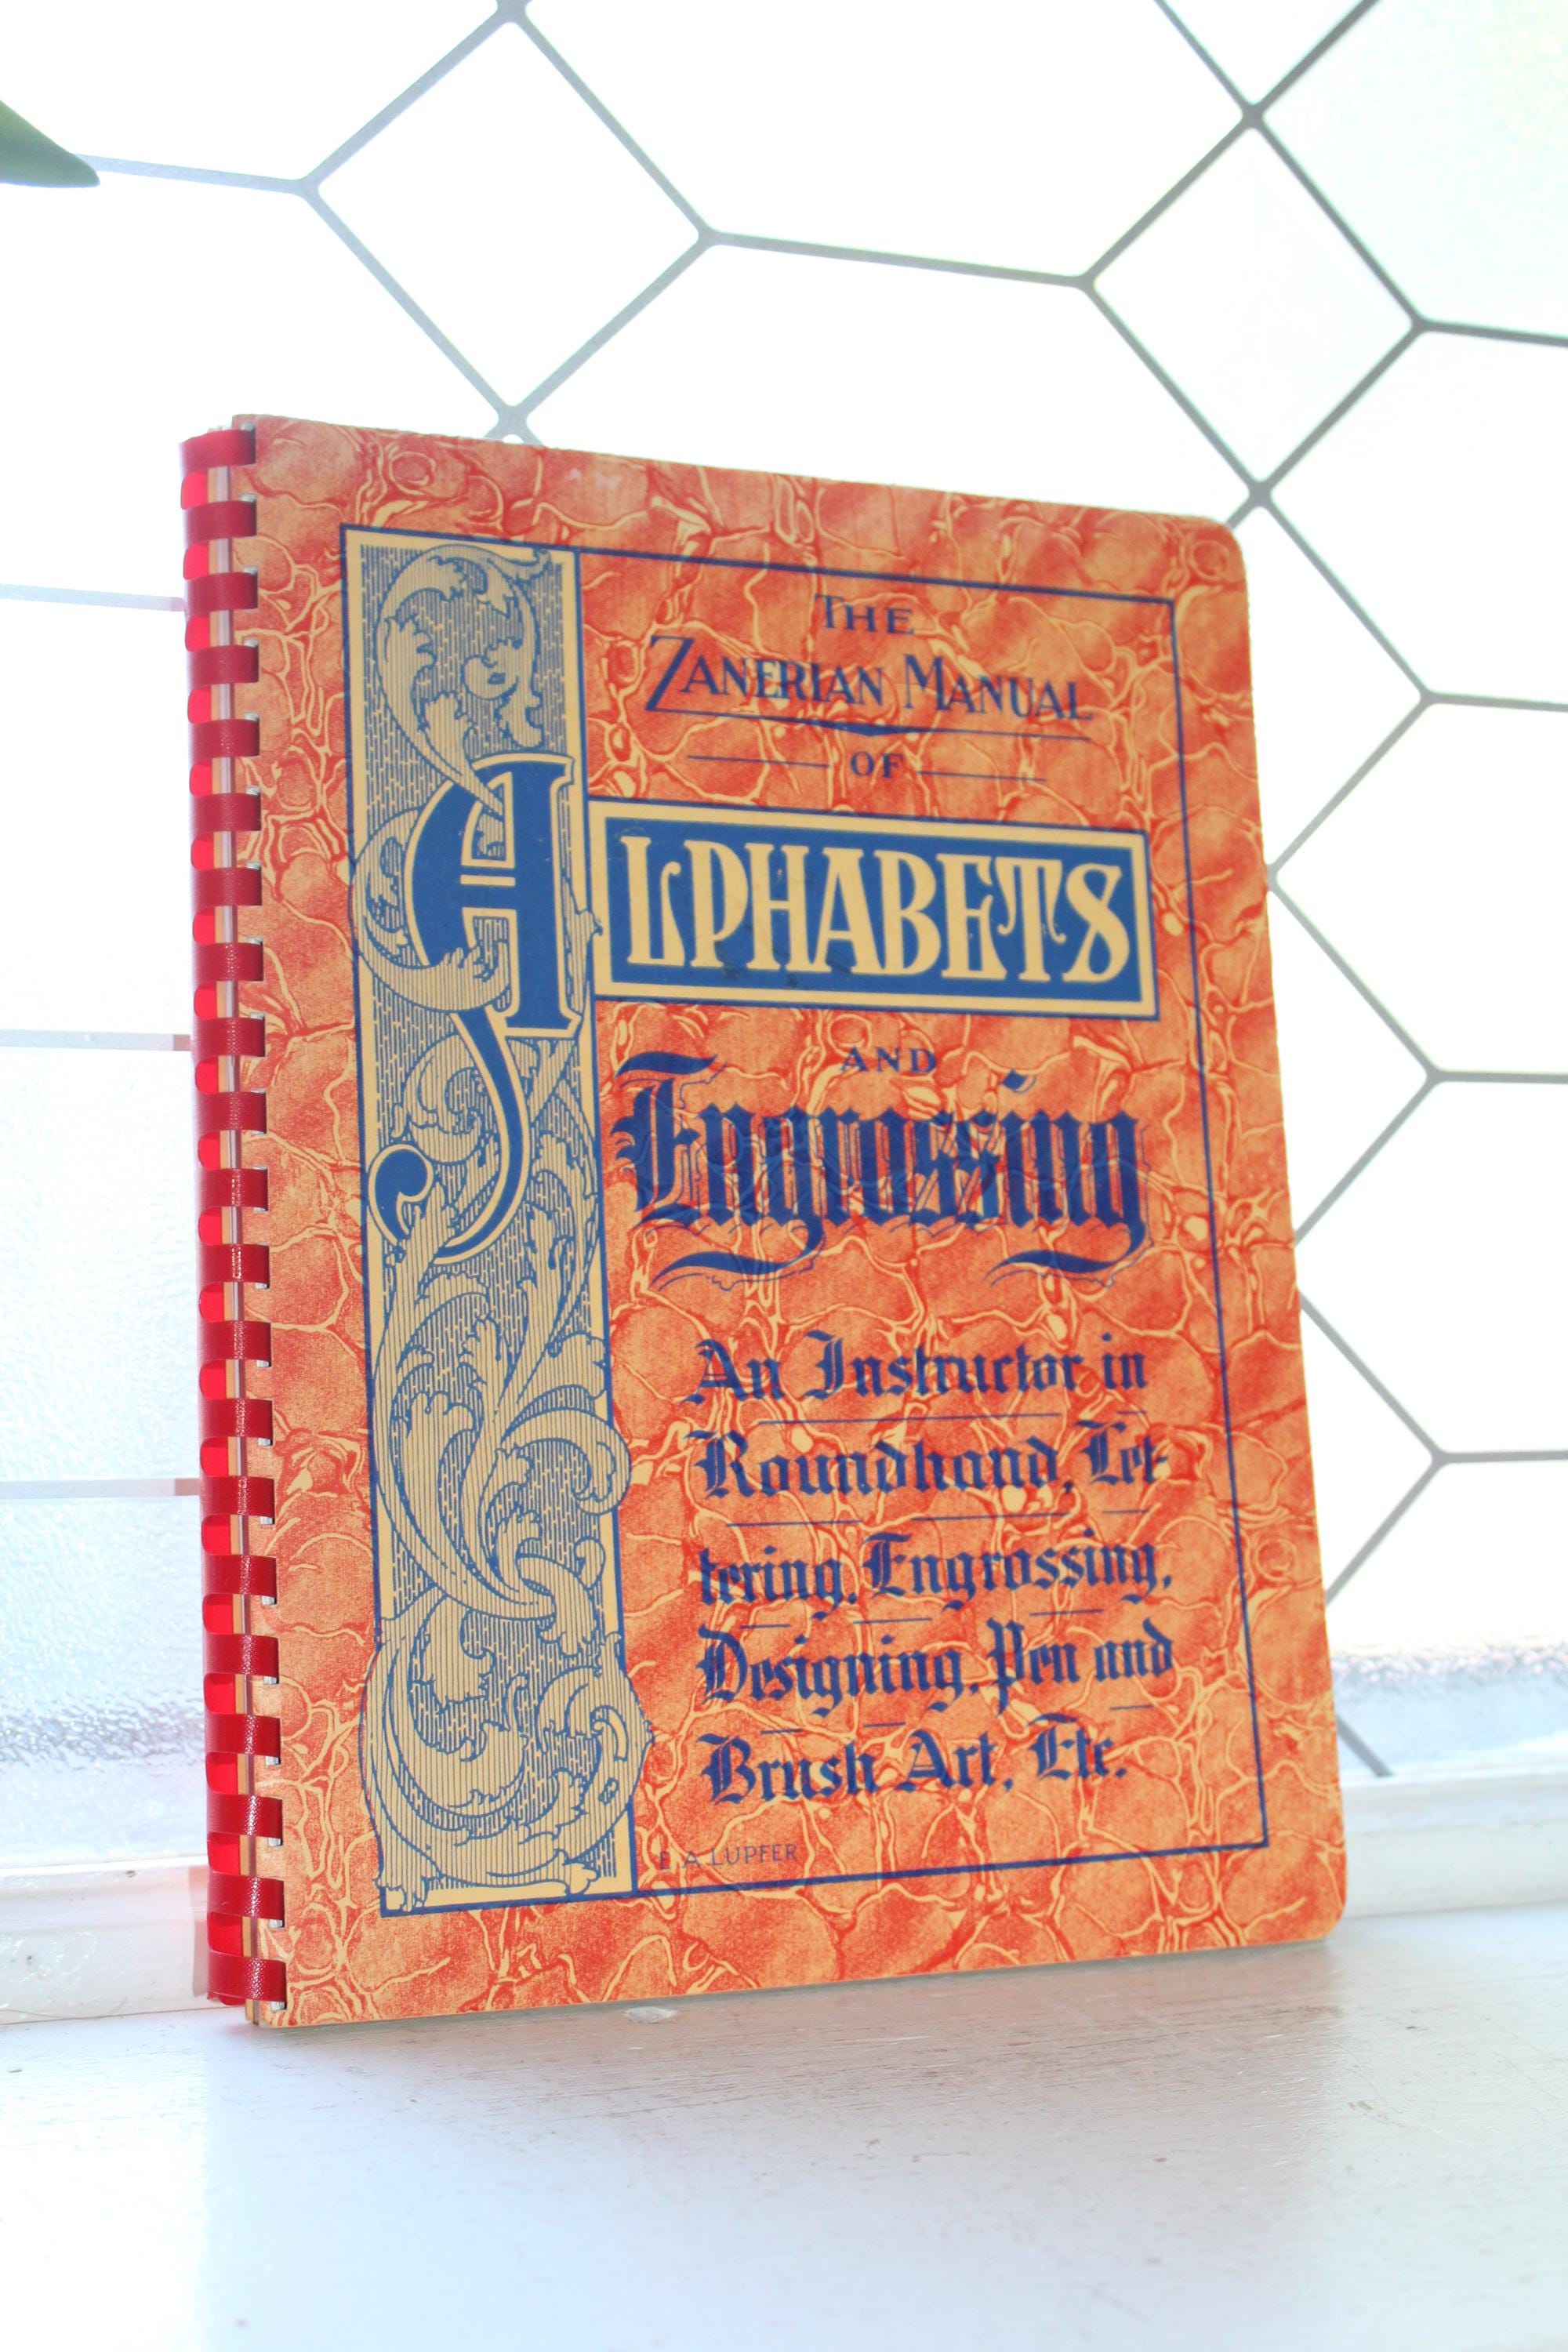 THE
ZANERIAN MANUAL
OF
ALPHABETS
AND
Engrossing
An Instructor in
Roundhand, Let-
tering, Engrossing,
Designing, Pen and
Brush Art, Etc.
E A LUPFER